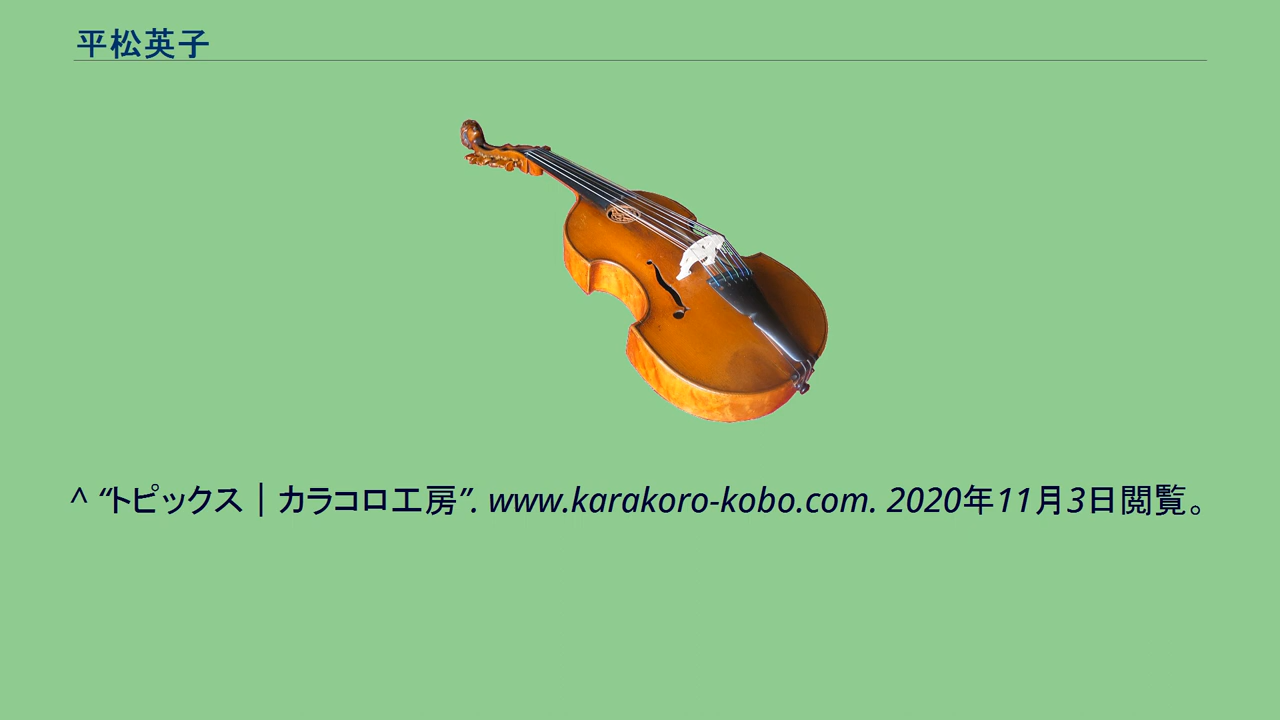 平松英子
^ “トピックス｜カラコロ工房”. www.karakoro-kobo.com. 2020年11月3日閲覧。